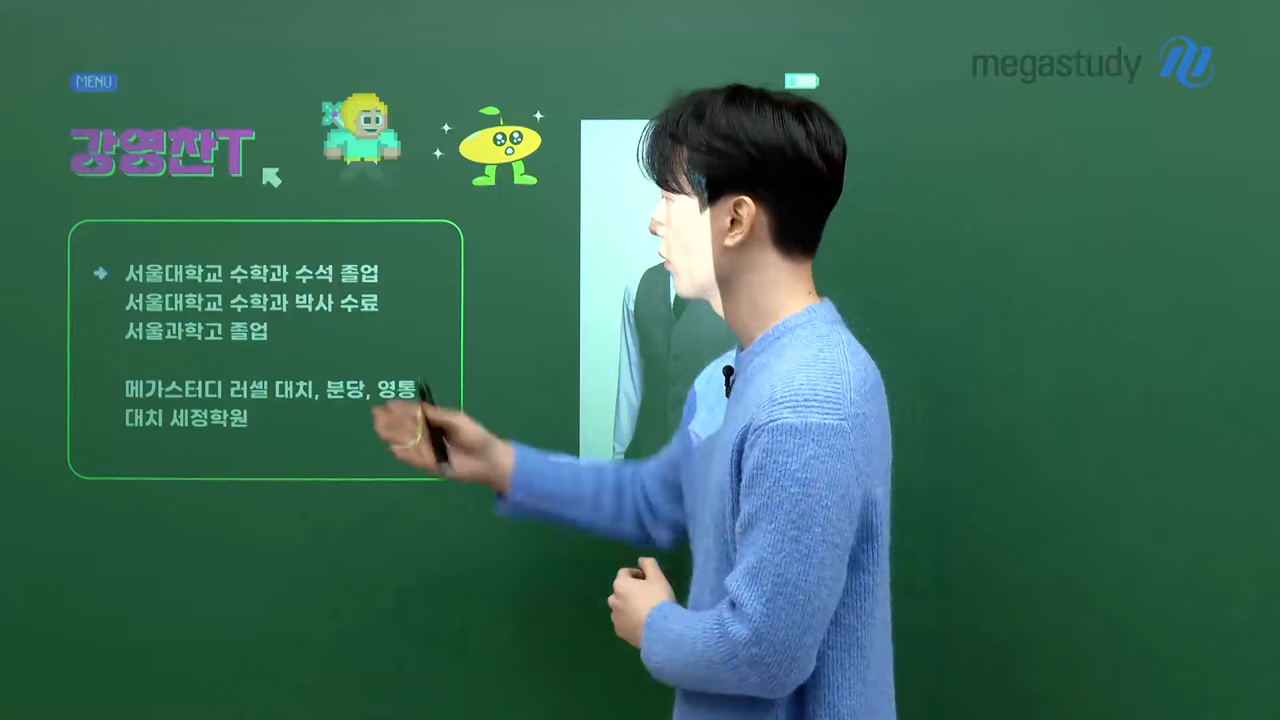 megastudy
MENU
강영찬T
서울대학교 수학과 수석 졸업
서울대학교 수학과 박사 수료
서울과학고 졸업
메가스터디 러셀 대치, 분당, 영통
대치 세정학원